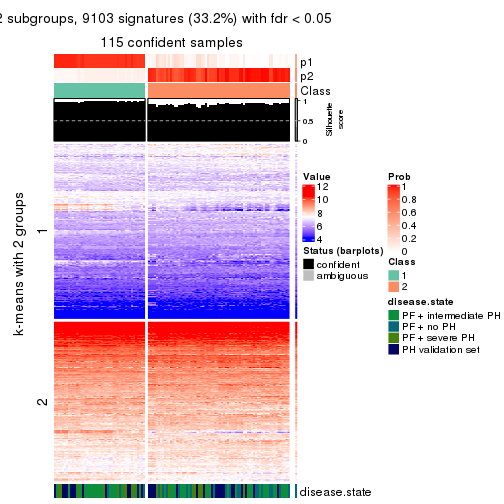 2 subgroups, 9103 signatures (33.2%) with fdr < 0.05
115 confident samples
p1
p2
Class
1
0.5
0
Silhouette
score
k-means with 2 groups
1
2
Value
12
10
8
6
4
Status (barplots)
confident
ambiguous
Prob
1
0.8
0.6
0.4
0.2
0
Class
1
2
disease.state
PF + intermediate PH
PF + no PH
PF + severe PH
PH validation set
disease.state